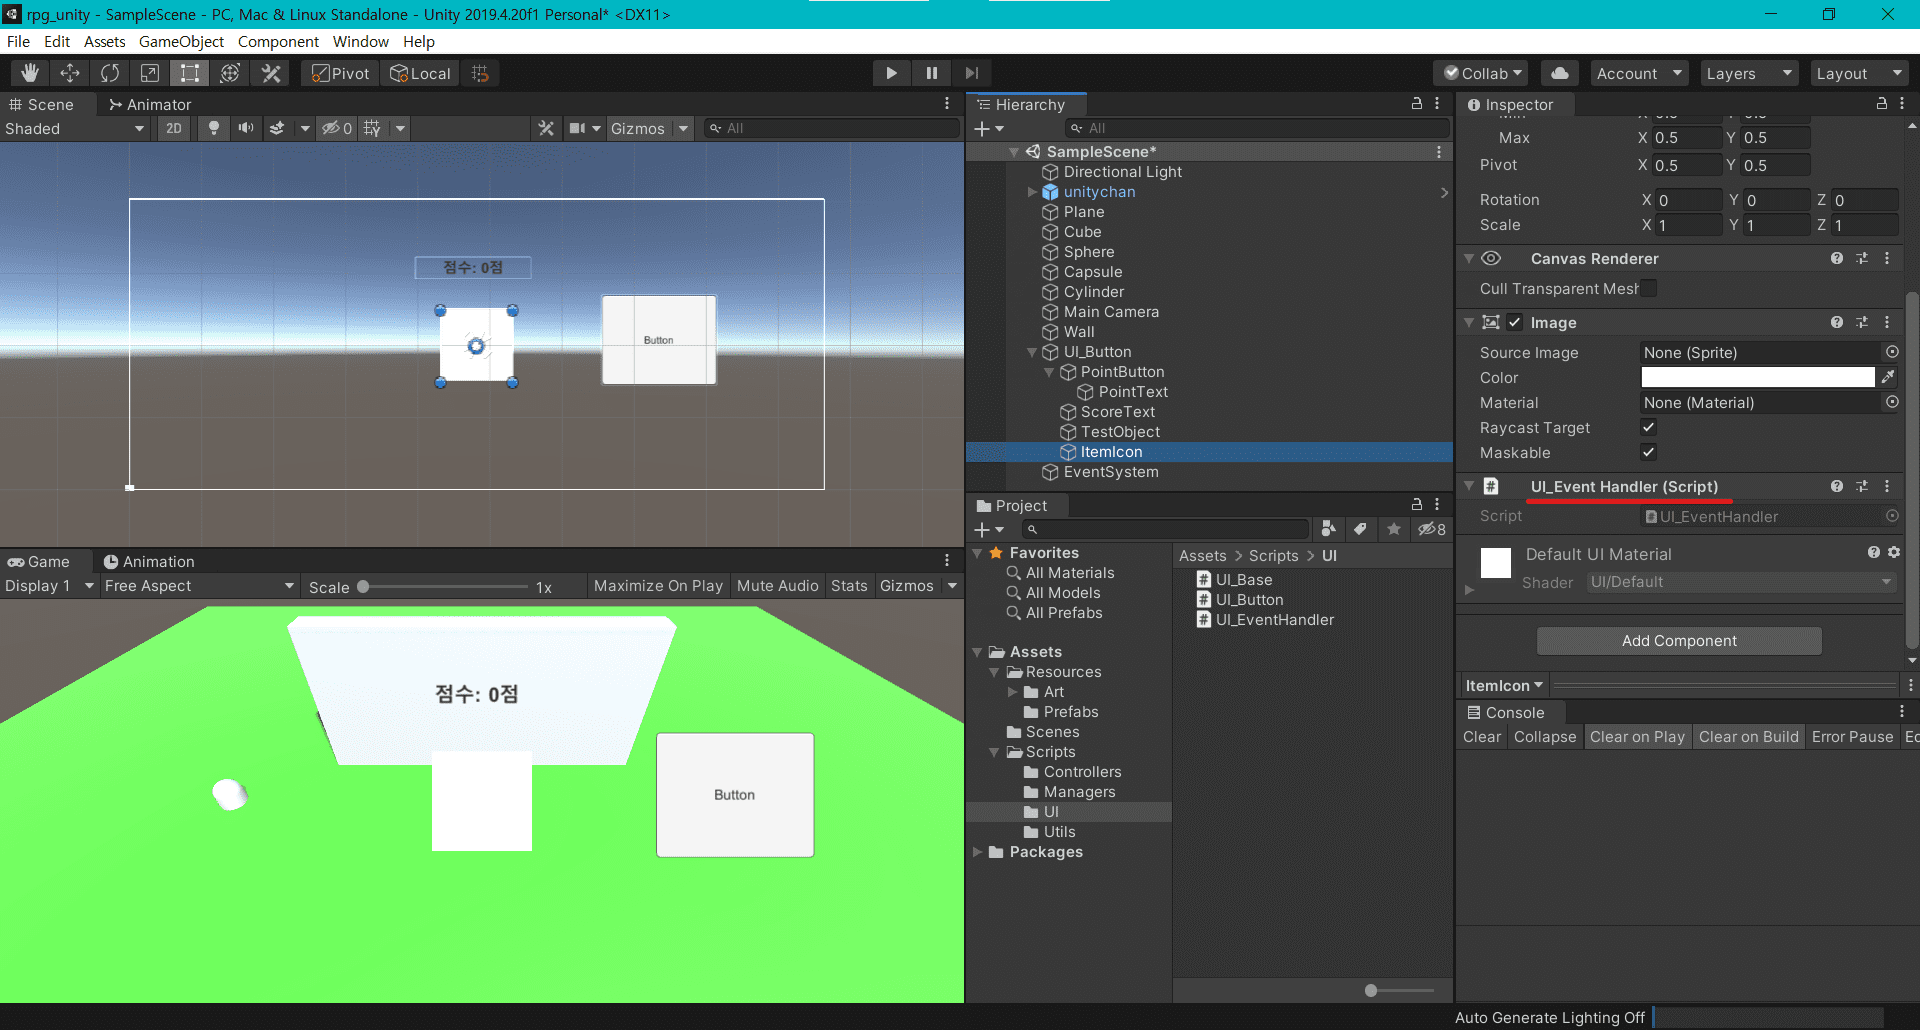 rpg_unity - SampleScene - PC, Mac & Linux Standalone - Unity 2019.4.20f1 Personal* <DX11>
File Edit Assets GameObject Component Window Help
Pivot Local Collab Account Layers Layout
Scene Animator
Shaded 2D 0 Gizmos All
점수: 0점
Button
Game Animation
Display 1 Free Aspect Scale 1x Maximize On Play Mute Audio Stats Gizmos
점수: 0점
Button
Hierarchy
All
SampleScene*
Directional Light
unitychan
Plane
Cube
Sphere
Capsule
Cylinder
Main Camera
Wall
UI_Button
PointButton
PointText
ScoreText
TestObject
ItemIcon
EventSystem
Project
8
Favorites
All Materials
All Models
All Prefabs
Assets
Resources
Art
Prefabs
Scenes
Scripts
Controllers
Managers
UI
Utils
Packages
Assets > Scripts > UI
UI_Base
UI_Button
UI_EventHandler
Inspector
Max X 0.5 Y 0.5
Pivot X 0.5 Y 0.5
Rotation X 0 Y 0 Z 0
Scale X 1 Y 1 Z 1
Canvas Renderer
Cull Transparent Mesh
Image
Source Image None (Sprite)
Color
Material None (Material)
Raycast Target
Maskable
UI_Event Handler (Script)
Script UI_EventHandler
Default UI Material
Shader UI/Default
Add Component
ItemIcon
Console
Clear Collapse Clear on Play Clear on Build Error Pause
Auto Generate Lighting Off